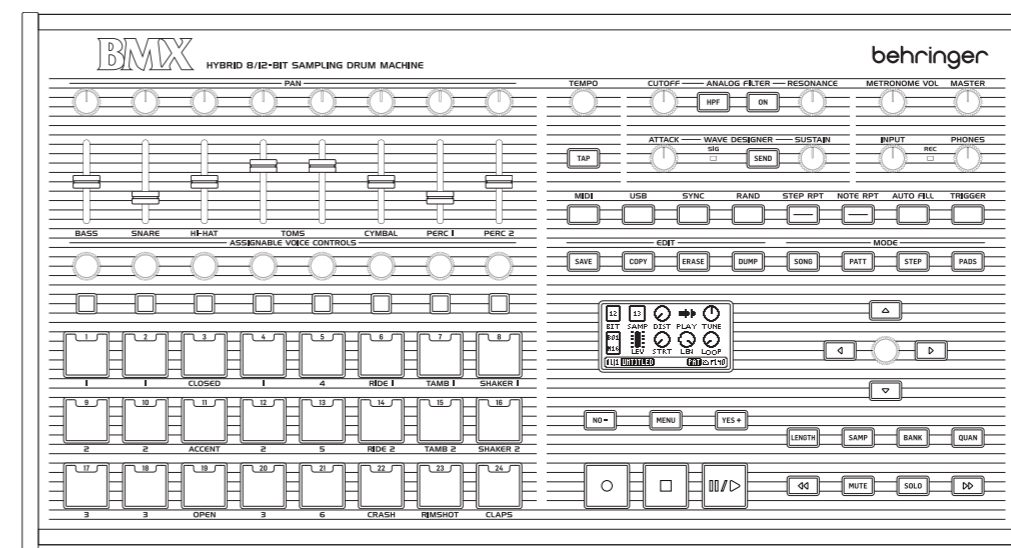 BMX HYBRID 8/12-BIT SAMPLING DRUM MACHINE
behringer
PAN
TEMPO
CUTOFF ANALOG FILTER RESONANCE
METRONOME VOL MASTER
HPF ON
ATTACK WAVE DESIGNER SUSTAIN
INPUT PHONES
SIG
REC
TAP
SEND
MIDI USB SYNC RAND STEP RPT NOTE RPT AUTO FILL TRIGGER
BASS SNARE HI-HAT TOMS CYMBAL PERC 1 PERC 2
ASSIGNABLE VOICE CONTROLS
EDIT
MODE
SAVE COPY ERASE DUMP SONG PATT STEP PADS
12 13
BIT SAMP DIST PLAY TUNE
B01
M16 LEV STRT LEN LOOP
UNTITLED PAT
1 2 3 4 5 6 7 8
1 1 CLOSED 1 4 RIDE 1 TAMB 1 SHAKER 1
9 10 11 12 13 14 15 16
2 2 ACCENT 2 5 RIDE 2 TAMB 2 SHAKER 2
17 18 19 20 21 22 23 24
3 3 OPEN 3 6 CRASH RIMSHOT CLAPS
NO- MENU YES+
LENGTH SAMP BANK QUAN
MUTE SOLO